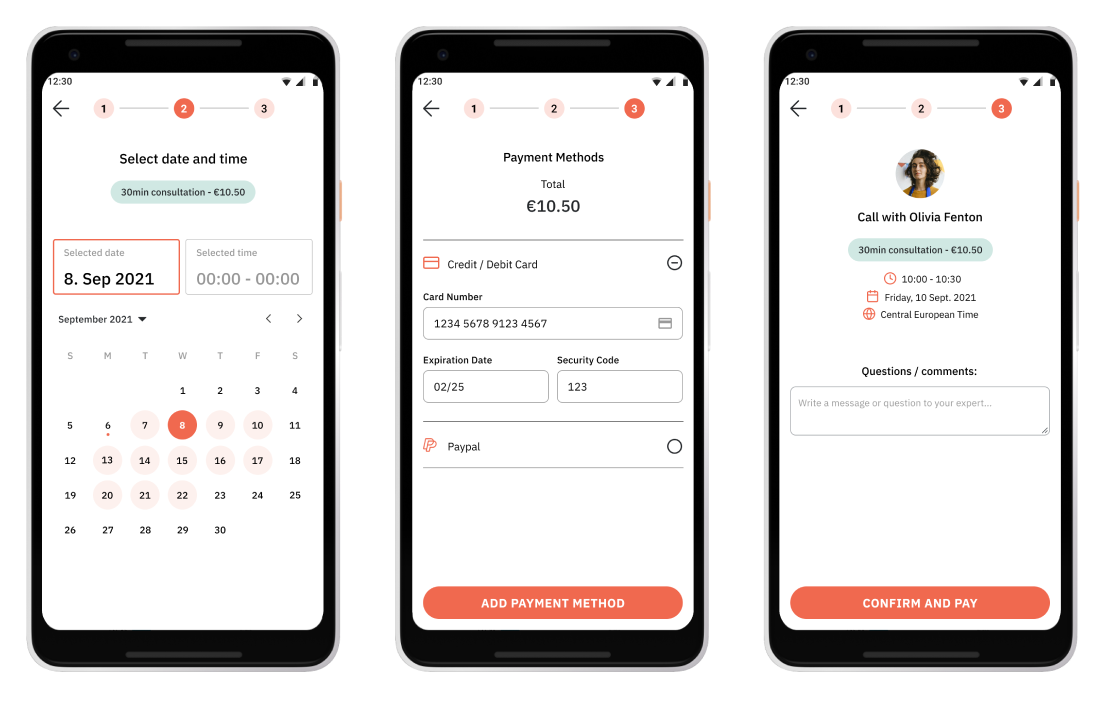 12:30
1 2 3
Select date and time
30min consultation - €10.50
Selected date
8. Sep 2021
Selected time
00:00 - 00:00
September 2021
S M T W T F S
1 2 3 4
5 6 7 8 9 10 11
12 13 14 15 16 17 18
19 20 21 22 23 24 25
26 27 28 29 30
12:30
1 2 3
Payment Methods
Total
€10.50
Credit / Debit Card
Card Number
1234 5678 9123 4567
Expiration Date
02/25
Security Code
123
Paypal
ADD PAYMENT METHOD
12:30
1 2 3
Call with Olivia Fenton
30min consultation - €10.50
10:00 - 10:30
Friday, 10 Sept. 2021
Central European Time
Questions / comments:
Write a message or question to your expert...
CONFIRM AND PAY